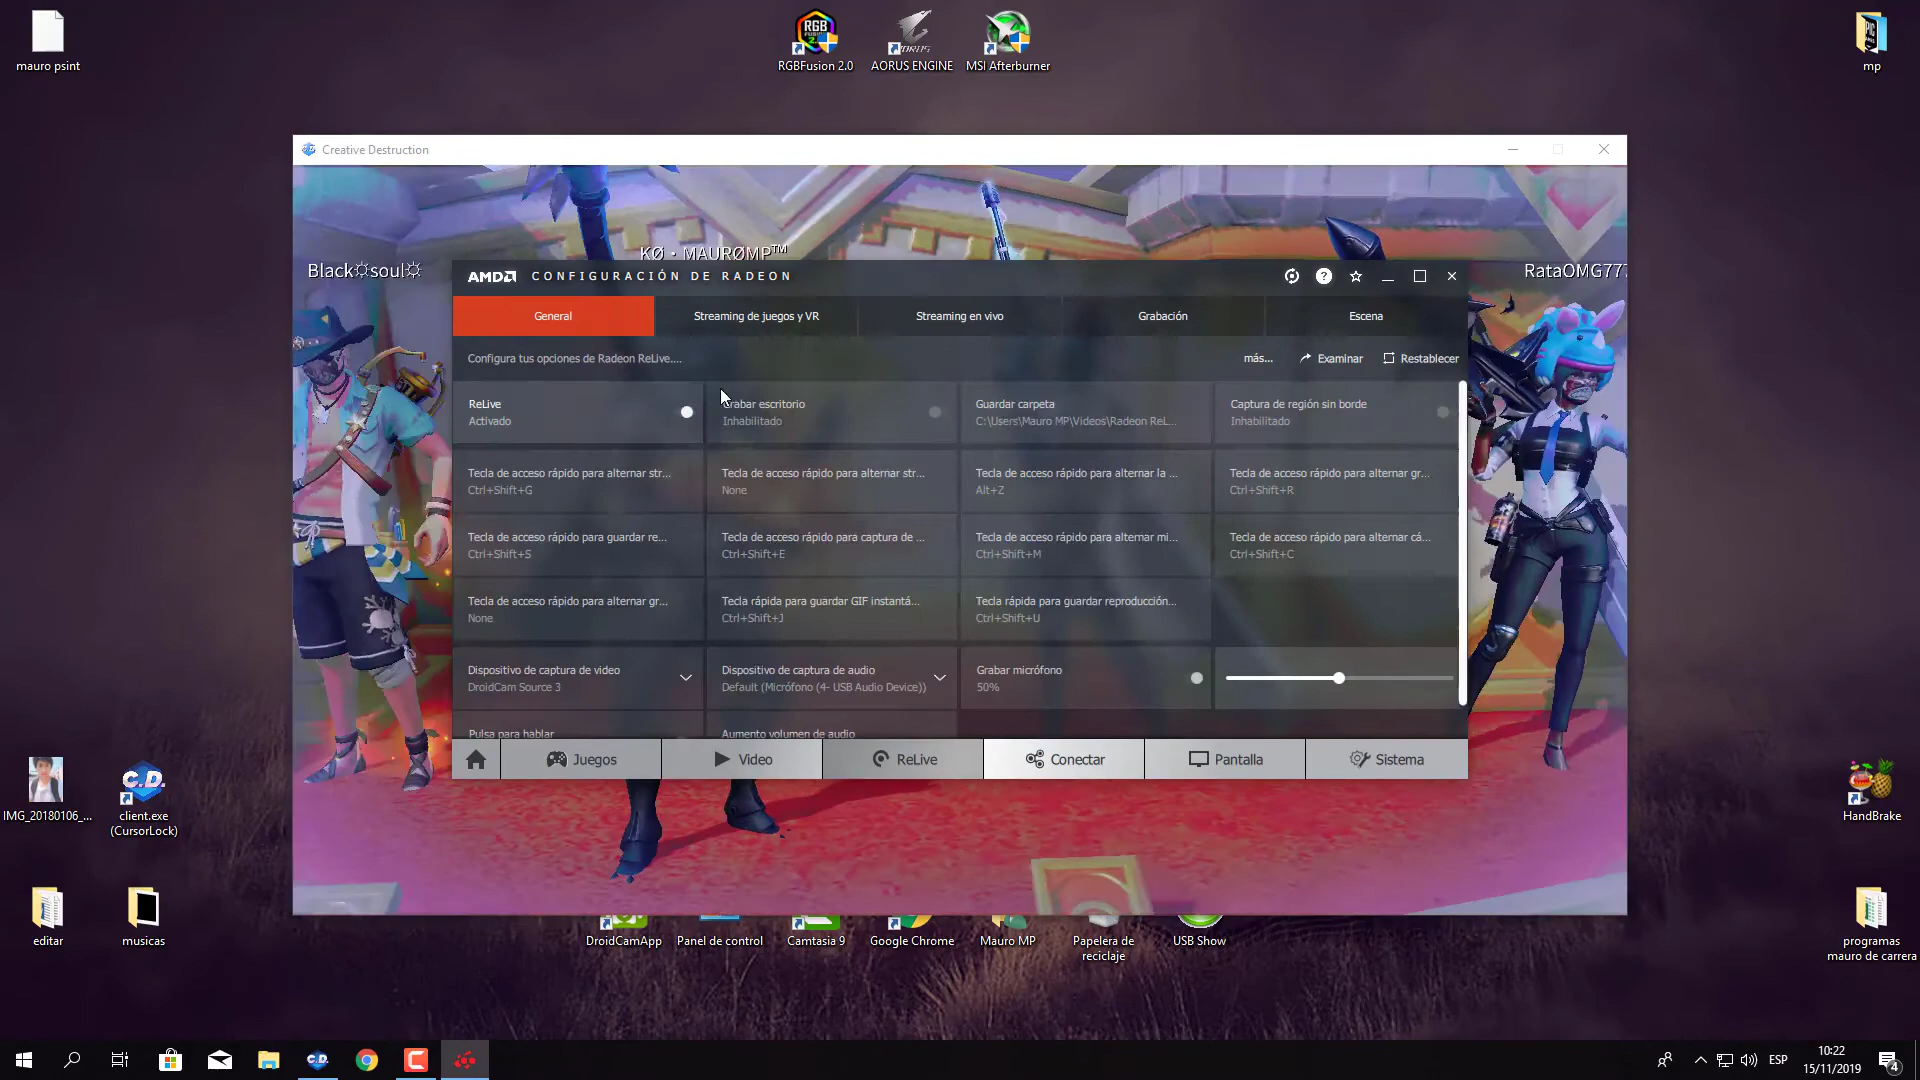 mauro psint
RGBFusion 2.0
AORUS ENGINE
MSI Afterburner
mp
Creative Destruction
KØ • MAURØMP™
Black☼soul☼
RataOMG777
AMD CONFIGURACIÓN DE RADEON
General
Streaming de juegos y VR
Streaming en vivo
Grabación
Escena
Configura tus opciones de Radeon ReLive....
más...
Examinar
Restablecer
ReLive
Activado
Grabar escritorio
Inhabilitado
Guardar carpeta
C:\Users\Mauro MP\Videos\Radeon ReL...
Captura de región sin borde
Inhabilitado
Tecla de acceso rápido para alternar str...
Ctrl+Shift+G
Tecla de acceso rápido para alternar str...
None
Tecla de acceso rápido para alternar la ...
Alt+Z
Tecla de acceso rápido para alternar gr...
Ctrl+Shift+R
Tecla de acceso rápido para guardar re...
Ctrl+Shift+S
Tecla de acceso rápido para captura de ...
Ctrl+Shift+E
Tecla de acceso rápido para alternar mi...
Ctrl+Shift+M
Tecla de acceso rápido para alternar cá...
Ctrl+Shift+C
Tecla de acceso rápido para alternar gr...
None
Tecla rápida para guardar GIF instantá...
Ctrl+Shift+J
Tecla rápida para guardar reproducción...
Ctrl+Shift+U
Dispositivo de captura de video
DroidCam Source 3
Dispositivo de captura de audio
Default (Micrófono (4- USB Audio Device))
Grabar micrófono
50%
Pulsa para hablar
Aumento volumen de audio
Juegos
Video
ReLive
Conectar
Pantalla
Sistema
IMG_20180106_...
C.D.
client.exe
(CursorLock)
HandBrake
editar
musicas
DroidCamApp
Panel de control
Camtasia 9
Google Chrome
Mauro MP
Papelera de
reciclaje
USB Show
programas
mauro de carrera
ESP
10:22
15/11/2019
4